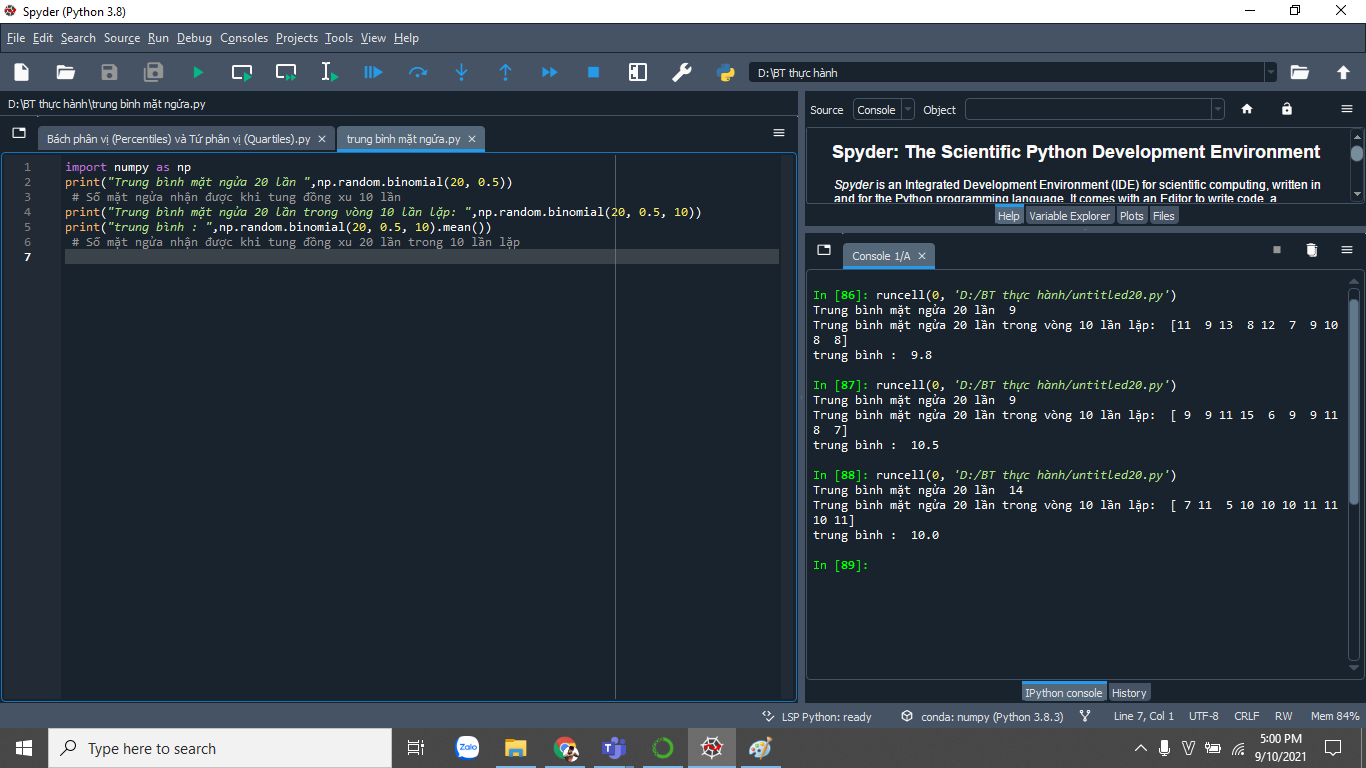 Spyder (Python 3.8)
File Edit Search Source Run Debug Consoles Projects Tools View Help
D:\BT thực hành
D:\BT thực hành\trung bình mặt ngửa.py
Bách phân vị (Percentiles) và Tứ phân vị (Quartiles).py
trung bình mặt ngửa.py
1 import numpy as np
2 print("Trung bình mặt ngửa 20 lần ",np.random.binomial(20, 0.5))
3 # Số mặt ngửa nhận được khi tung đồng xu 10 lần
4 print("Trung bình mặt ngửa 20 lần trong vòng 10 lần lặp: ",np.random.binomial(20, 0.5, 10))
5 print("trung bình : ",np.random.binomial(20, 0.5, 10).mean())
6 # Số mặt ngửa nhận được khi tung đồng xu 20 lần trong 10 lần lặp
7
Source Console Object
Spyder: The Scientific Python Development Environment
Spyder is an Integrated Development Environment (IDE) for scientific computing, written in
and for the Python programming language. It comes with an Editor to write code, a
Help Variable Explorer Plots Files
Console 1/A
In [86]: runcell(0, 'D:/BT thực hành/untitled20.py')
Trung bình mặt ngửa 20 lần  9
Trung bình mặt ngửa 20 lần trong vòng 10 lần lặp:  [11  9 13  8 12  7  9 10
8  8]
trung bình :  9.8
In [87]: runcell(0, 'D:/BT thực hành/untitled20.py')
Trung bình mặt ngửa 20 lần  9
Trung bình mặt ngửa 20 lần trong vòng 10 lần lặp:  [ 9  9 11 15  6  9  9 11
8  7]
trung bình :  10.5
In [88]: runcell(0, 'D:/BT thực hành/untitled20.py')
Trung bình mặt ngửa 20 lần  14
Trung bình mặt ngửa 20 lần trong vòng 10 lần lặp:  [ 7 11  5 10 10 10 11 11
10 11]
trung bình :  10.0
In [89]:
IPython console History
LSP Python: ready conda: numpy (Python 3.8.3) Line 7, Col 1 UTF-8 CRLF RW Mem 84%
Type here to search
Zalo
V
5:00 PM
9/10/2021